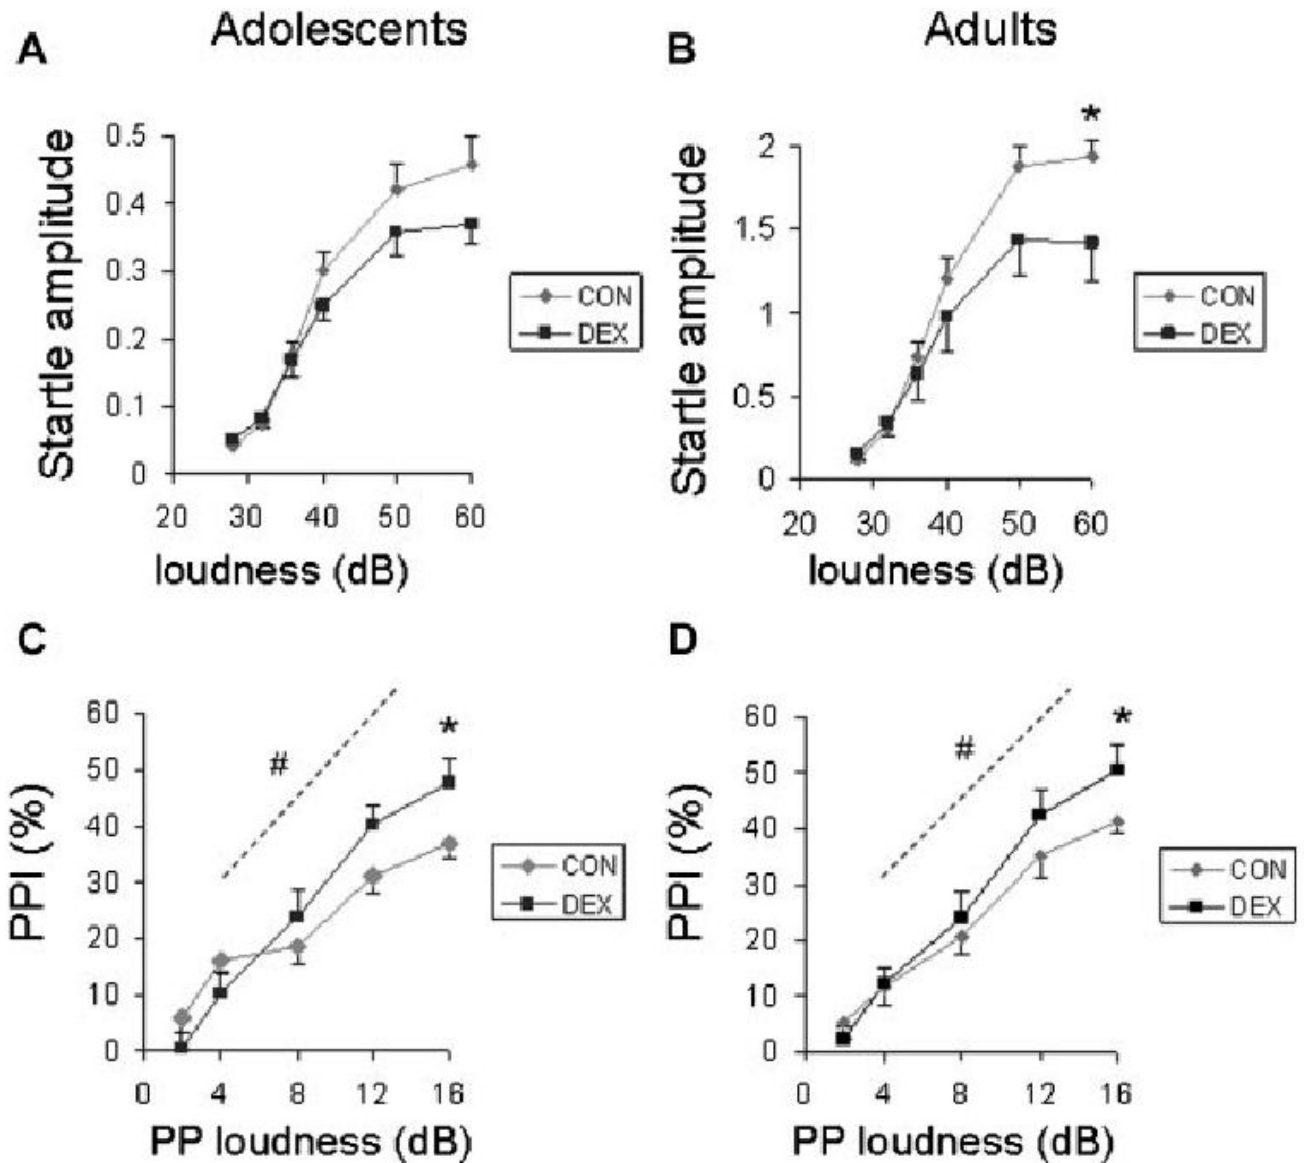 Adolescents
Adults
A
B
Startle amplitude
0.5
0.4
0.3
0.2
0.1
0
20 30 40 50 60
loudness (dB)
CON
DEX
Startle amplitude
*
2
1.5
1
0.5
0
20 30 40 50 60
loudness (dB)
CON
DEX
C
D
PPI (%)
60
50
40
30
20
10
0
#
*
0 4 8 12 16
PP loudness (dB)
CON
DEX
PPI (%)
60
50
40
30
20
10
0
#
*
0 4 8 12 16
PP loudness (dB)
CON
DEX